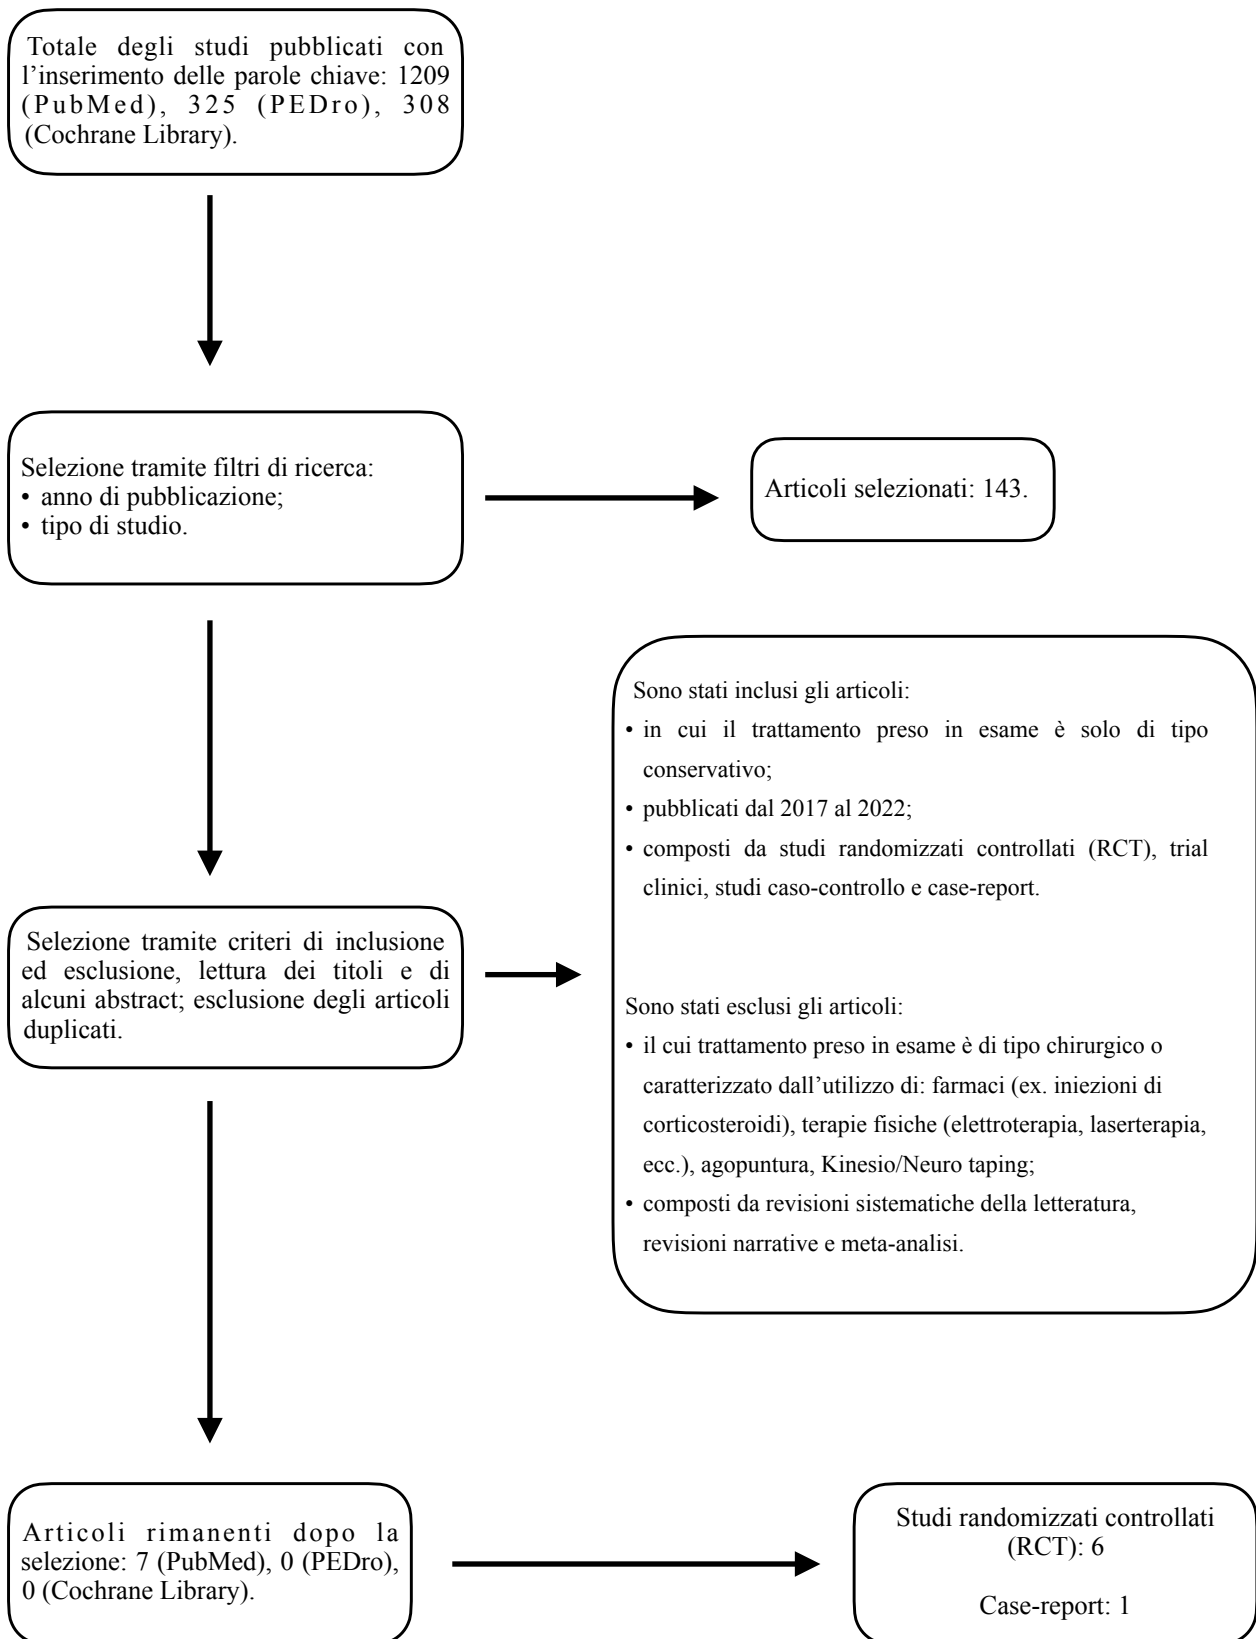 Totale degli studi pubblicati con
l’inserimento delle parole chiave: 1209
(PubMed), 325 (PEDro), 308
(Cochrane Library).
Selezione tramite filtri di ricerca:
• anno di pubblicazione;
• tipo di studio.
Articoli selezionati: 143.
Selezione tramite criteri di inclusione
ed esclusione, lettura dei titoli e di
alcuni abstract; esclusione degli articoli
duplicati.
Sono stati inclusi gli articoli:
• in cui il trattamento preso in esame è solo di tipo
conservativo;
• pubblicati dal 2017 al 2022;
• composti da studi randomizzati controllati (RCT), trial
clinici, studi caso-controllo e case-report.
Sono stati esclusi gli articoli:
• il cui trattamento preso in esame è di tipo chirurgico o
caratterizzato dall’utilizzo di: farmaci (ex. iniezioni di
corticosteroidi), terapie fisiche (elettroterapia, laserterapia,
ecc.), agopuntura, Kinesio/Neuro taping;
• composti da revisioni sistematiche della letteratura,
revisioni narrative e meta-analisi.
Articoli rimanenti dopo la
selezione: 7 (PubMed), 0 (PEDro),
0 (Cochrane Library).
Studi randomizzati controllati
(RCT): 6
Case-report: 1